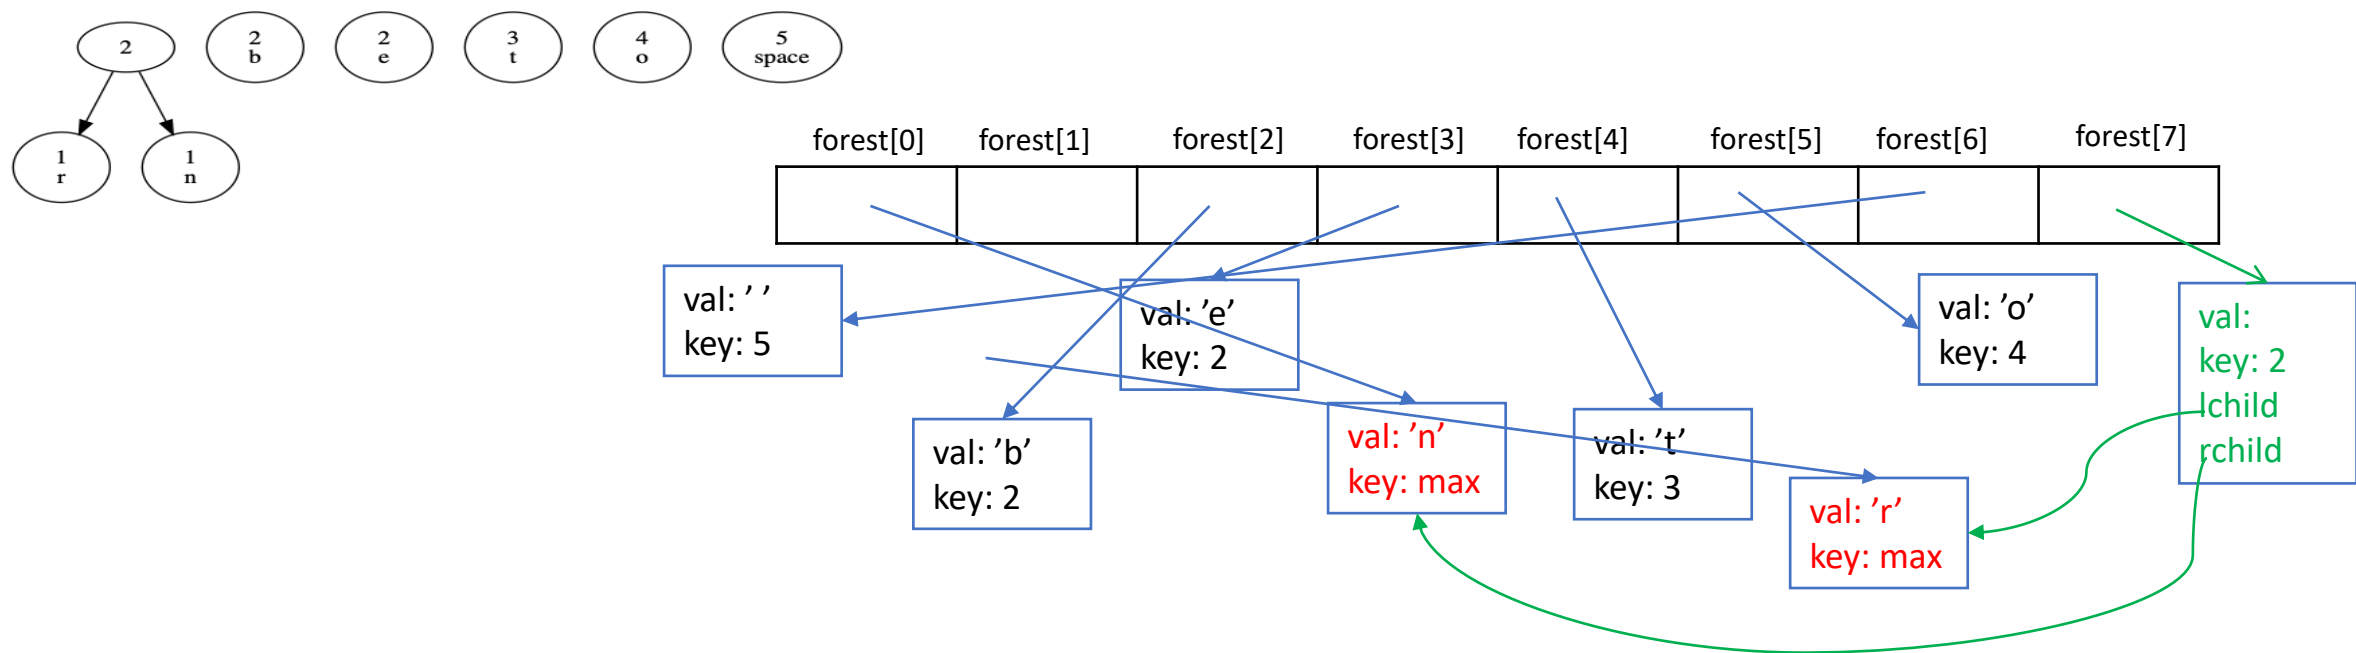 2
2
b
2
e
3
t
4
o
5
space
1
r
1
n
forest[0] forest[1] forest[2] forest[3] forest[4] forest[5] forest[6] forest[7]
val: ’ ’
key: 5
val: ’e’
key: 2
val: ’o’
key: 4
val:
key: 2
lchild
rchild
val: ’b’
key: 2
val: ’n’
key: max
val: ’t’
key: 3
val: ’r’
key: max